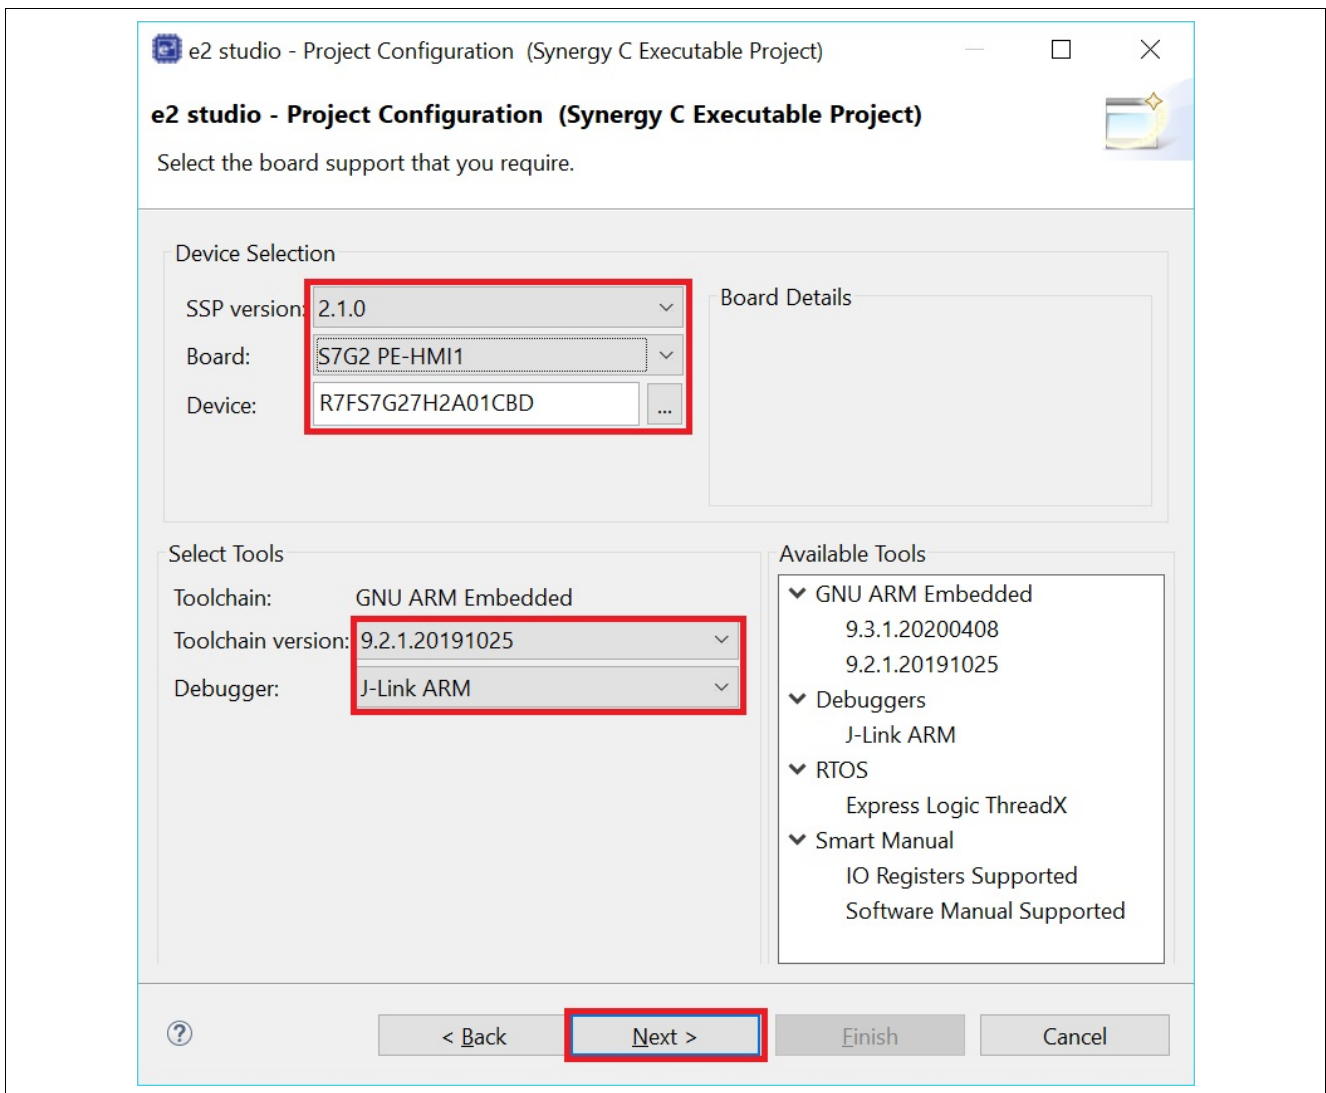 e2 studio - Project Configuration (Synergy C Executable Project)
e2 studio - Project Configuration (Synergy C Executable Project)
Select the board support that you require.
Device Selection
SSP version: 2.1.0
Board: S7G2 PE-HMI1
Device: R7FS7G27H2A01CBD ...
Board Details
Select Tools
Toolchain: GNU ARM Embedded
Toolchain version: 9.2.1.20191025
Debugger: J-Link ARM
Available Tools
GNU ARM Embedded
9.3.1.20200408
9.2.1.20191025
Debuggers
J-Link ARM
RTOS
Express Logic ThreadX
Smart Manual
IO Registers Supported
Software Manual Supported
? < Back Next > Finish Cancel